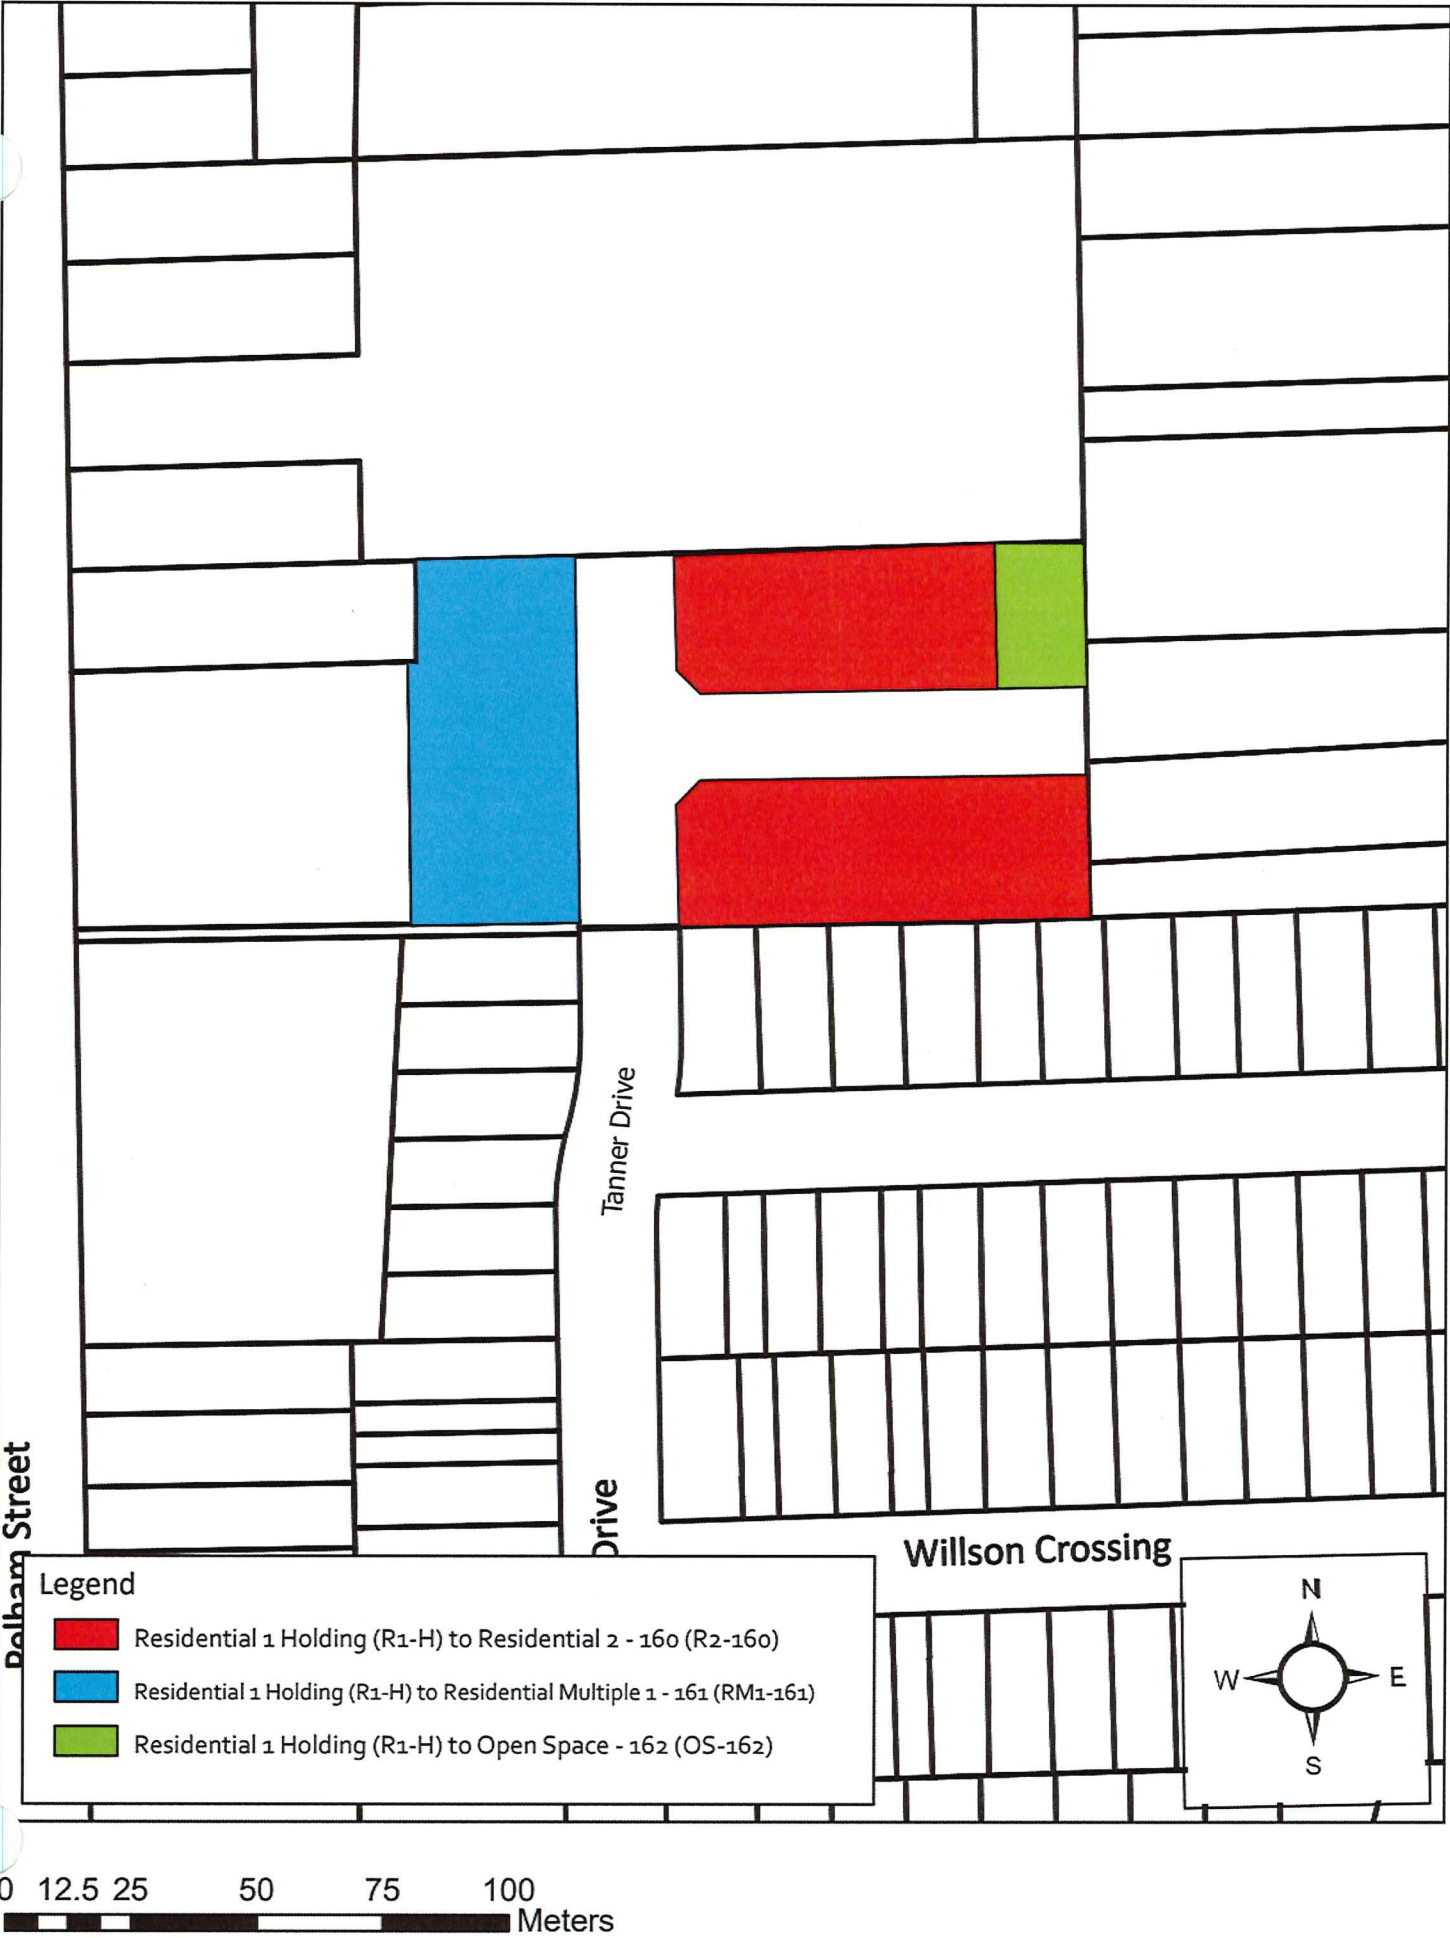 Tanner Drive
Pelham Street
Drive
Willson Crossing
Legend
Residential 1 Holding (R1-H) to Residential 2 - 160 (R2-160)
Residential 1 Holding (R1-H) to Residential Multiple 1 - 161 (RM1-161)
Residential 1 Holding (R1-H) to Open Space - 162 (OS-162)
N
W E
S
0 12.5 25 50 75 100
Meters